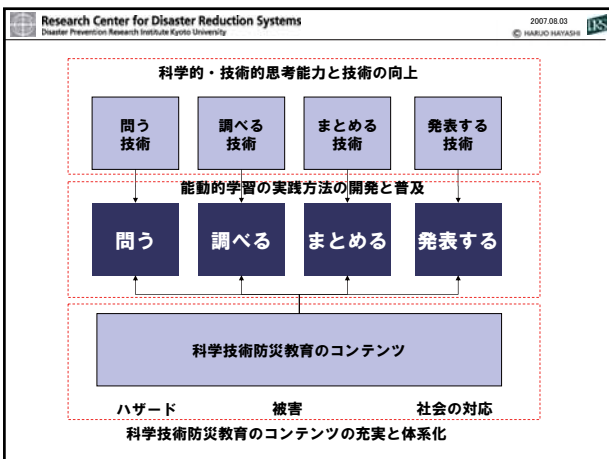 Research Center for Disaster Reduction Systems
Disaster Prevention Research Institute Kyoto University
2007.08.03
© HARUO HAYASHI
DRS
科学的・技術的思考能力と技術の向上
問う
技術
調べる
技術
まとめる
技術
発表する
技術
能動的学習の実践方法の開発と普及
問う
調べる
まとめる
発表する
科学技術防災教育のコンテンツ
ハザード
被害
社会の対応
科学技術防災教育のコンテンツの充実と体系化